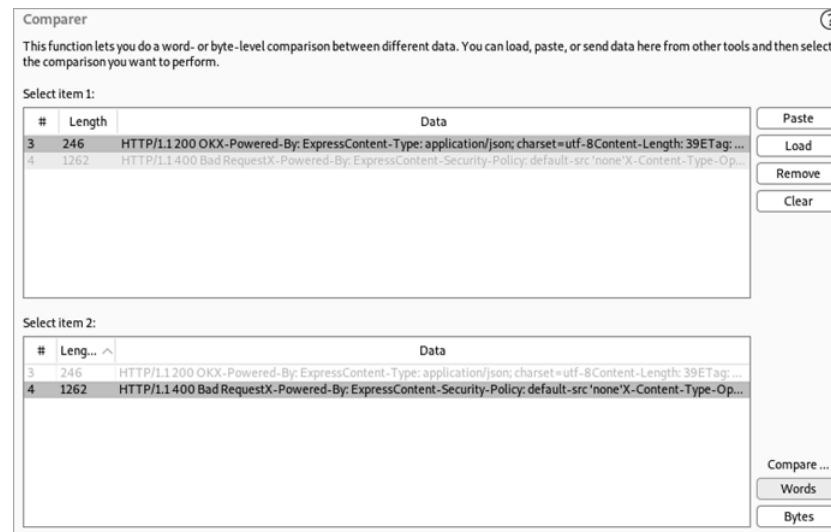 Comparer
?
This function lets you do a word- or byte-level comparison between different data. You can load, paste, or send data here from other tools and then select
the comparison you want to perform.
Select item 1:
# Length Data
3 246 HTTP/1.1 200 OKX-Powered-By: ExpressContent-Type: application/json; charset=utf-8Content-Length: 39ETag: ...
4 1262 HTTP/1.1 400 Bad RequestX-Powered-By: ExpressContent-Security-Policy: default-src 'none'X-Content-Type-Op...
Paste
Load
Remove
Clear
Select item 2:
# Leng... Data
3 246 HTTP/1.1 200 OKX-Powered-By: ExpressContent-Type: application/json; charset=utf-8Content-Length: 39ETag: ...
4 1262 HTTP/1.1 400 Bad RequestX-Powered-By: ExpressContent-Security-Policy: default-src 'none'X-Content-Type-Op...
Compare ...
Words
Bytes